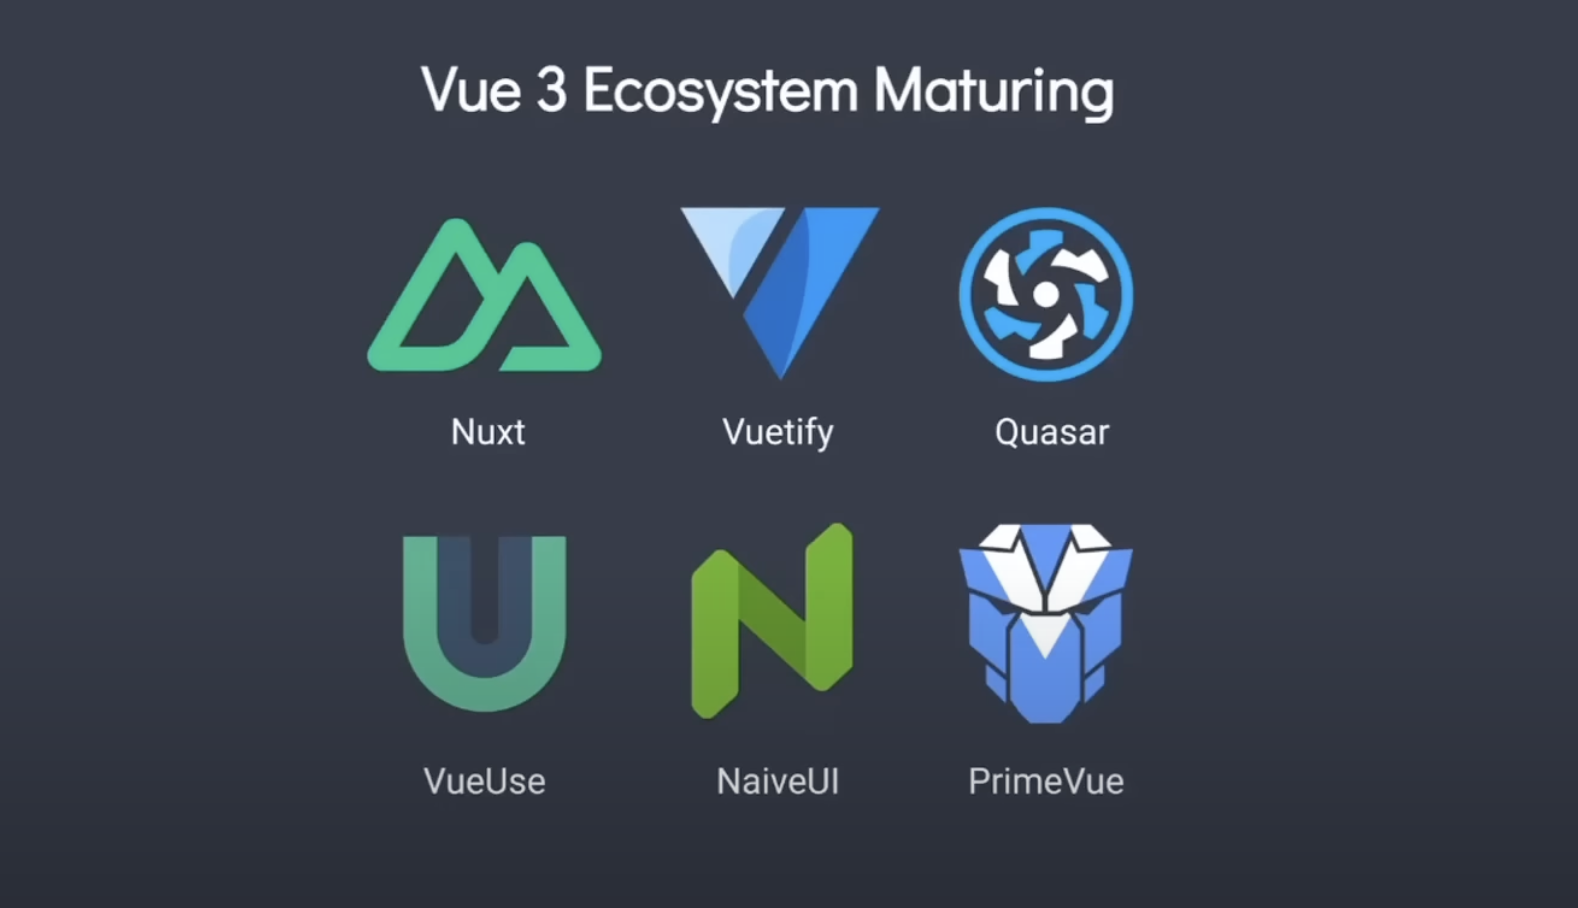 Vue 3 Ecosystem Maturing
Nuxt
Vuetify
Quasar
VueUse
NaiveUI
PrimeVue